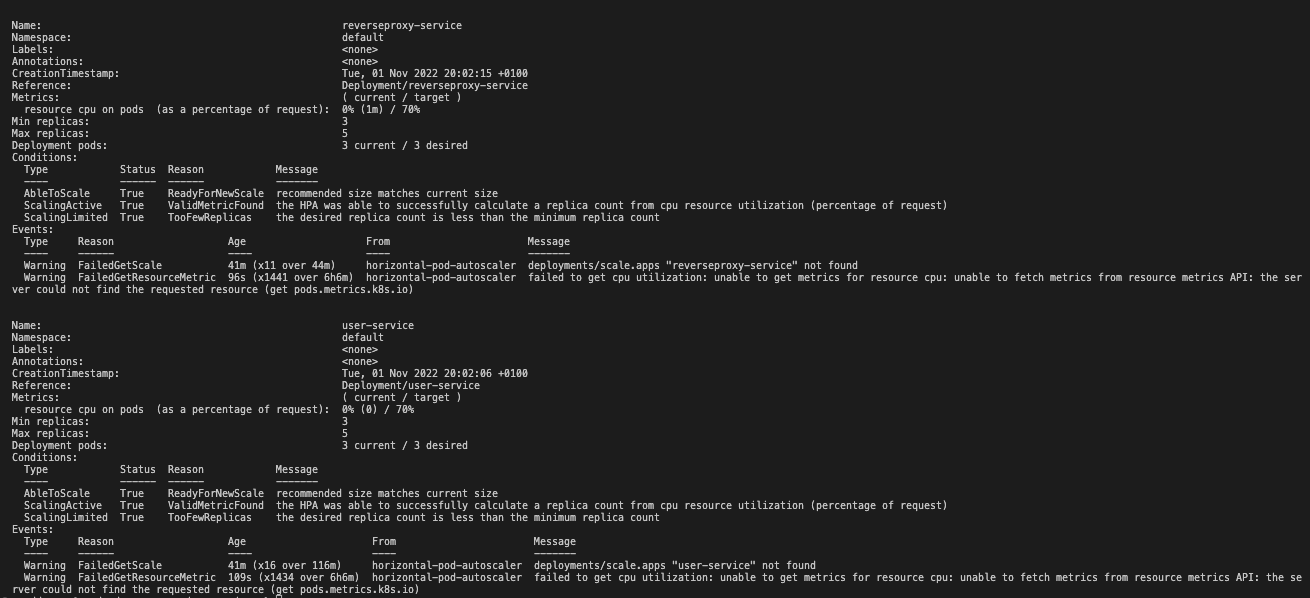 Name:                                                  reverseproxy-service
Namespace:                                             default
Labels:                                                <none>
Annotations:                                           <none>
CreationTimestamp:                                     Tue, 01 Nov 2022 20:02:15 +0100
Reference:                                             Deployment/reverseproxy-service
Metrics:                                               ( current / target )
  resource cpu on pods  (as a percentage of request):  0% (1m) / 70%
Min replicas:                                          3
Max replicas:                                          5
Deployment pods:                                       3 current / 3 desired
Conditions:
  Type            Status  Reason            Message
  ----            ------  ------            -------
  AbleToScale     True    ReadyForNewScale  recommended size matches current size
  ScalingActive   True    ValidMetricFound  the HPA was able to successfully calculate a replica count from cpu resource utilization (percentage of request)
  ScalingLimited  True    TooFewReplicas    the desired replica count is less than the minimum replica count
Events:
  Type     Reason                   Age                    From                       Message
  ----     ------                   ----                   ----                       -------
  Warning  FailedGetScale           41m (x11 over 44m)     horizontal-pod-autoscaler  deployments/scale.apps "reverseproxy-service" not found
  Warning  FailedGetResourceMetric  96s (x1441 over 6h6m)  horizontal-pod-autoscaler  failed to get cpu utilization: unable to get metrics for resource cpu: unable to fetch metrics from resource metrics API: the ser
ver could not find the requested resource (get pods.metrics.k8s.io)
Name:                                                  user-service
Namespace:                                             default
Labels:                                                <none>
Annotations:                                           <none>
CreationTimestamp:                                     Tue, 01 Nov 2022 20:02:06 +0100
Reference:                                             Deployment/user-service
Metrics:                                               ( current / target )
  resource cpu on pods  (as a percentage of request):  0% (0) / 70%
Min replicas:                                          3
Max replicas:                                          5
Deployment pods:                                       3 current / 3 desired
Conditions:
  Type            Status  Reason            Message
  ----            ------  ------            -------
  AbleToScale     True    ReadyForNewScale  recommended size matches current size
  ScalingActive   True    ValidMetricFound  the HPA was able to successfully calculate a replica count from cpu resource utilization (percentage of request)
  ScalingLimited  True    TooFewReplicas    the desired replica count is less than the minimum replica count
Events:
  Type     Reason                   Age                     From                       Message
  ----     ------                   ----                    ----                       -------
  Warning  FailedGetScale           41m (x16 over 116m)     horizontal-pod-autoscaler  deployments/scale.apps "user-service" not found
  Warning  FailedGetResourceMetric  109s (x1434 over 6h6m)  horizontal-pod-autoscaler  failed to get cpu utilization: unable to get metrics for resource cpu: unable to fetch metrics from resource metrics API: the se
rver could not find the requested resource (get pods.metrics.k8s.io)